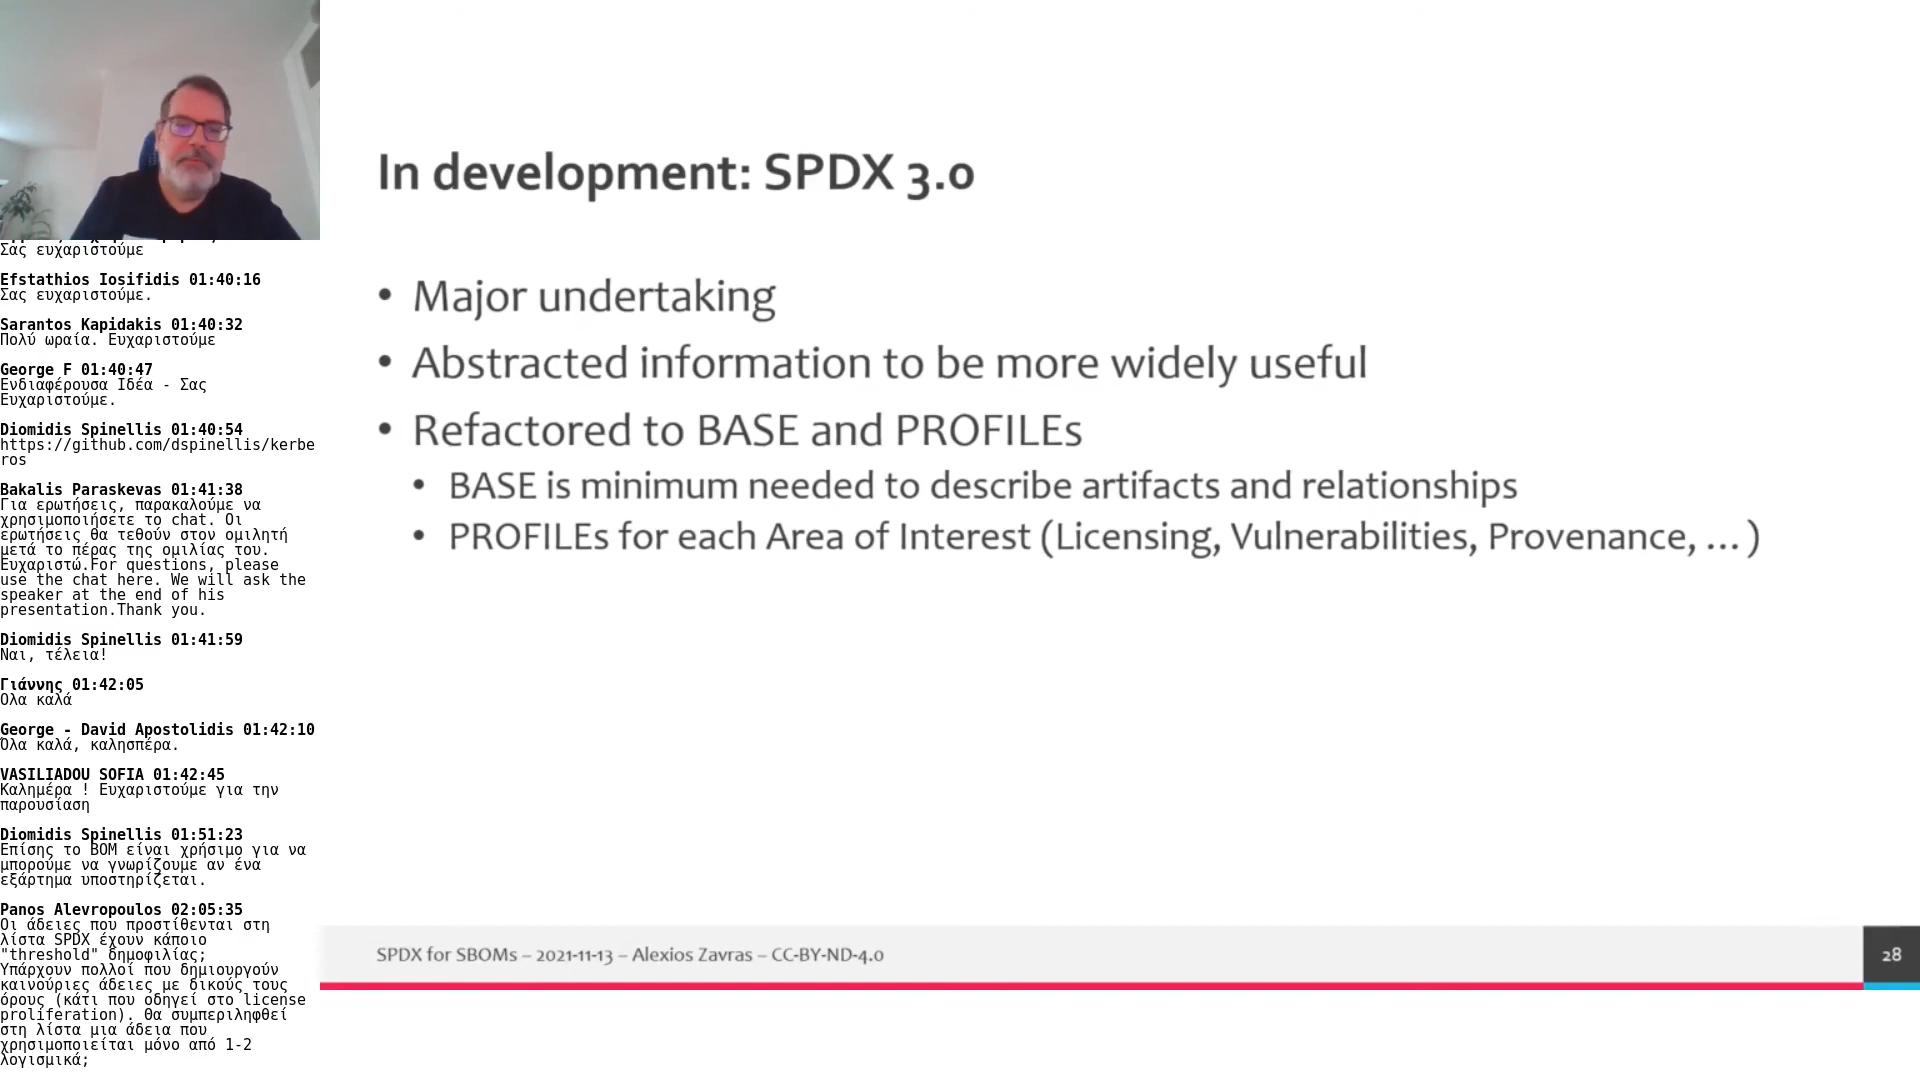 Σας ευχαριστούμε
Efstathios Iosifidis 01:40:16
Σας ευχαριστούμε.
Sarantos Kapidakis 01:40:32
Πολύ ωραία. Ευχαριστούμε
George F 01:40:47
Ενδιαφέρουσα Ιδέα - Σας
Ευχαριστούμε.
Diomidis Spinellis 01:40:54
https://github.com/dspinellis/kerbe
ros
Bakalis Paraskevas 01:41:38
Για ερωτήσεις, παρακαλούμε να
χρησιμοποιήσετε το chat. Οι
ερωτήσεις θα τεθούν στον ομιλητή
μετά το πέρας της ομιλίας του.
Ευχαριστώ.For questions, please
use the chat here. We will ask the
speaker at the end of his
presentation.Thank you.
Diomidis Spinellis 01:41:59
Ναι, τέλεια!
Γιάννης 01:42:05
Ολα καλά
George - David Apostolidis 01:42:10
Όλα καλά, καλησπέρα.
VASILIADOU SOFIA 01:42:45
Καλημέρα ! Ευχαριστούμε για την
παρουσίαση
Diomidis Spinellis 01:51:23
Επίσης το BOM είναι χρήσιμο για να
μπορούμε να γνωρίζουμε αν ένα
εξάρτημα υποστηρίζεται.
Panos Alevropoulos 02:05:35
Οι άδειες που προστίθενται στη
λίστα SPDX έχουν κάποιο
"threshold" δημοφιλίας;
Υπάρχουν πολλοί που δημιουργούν
καινούριες άδειες με δικούς τους
όρους (κάτι που οδηγεί στο license
proliferation). Θα συμπεριληφθεί
στη λίστα μια άδεια που
χρησιμοποιείται μόνο από 1-2
λογισμικά;
In development: SPDX 3.0
• Major undertaking
• Abstracted information to be more widely useful
• Refactored to BASE and PROFILEs
• BASE is minimum needed to describe artifacts and relationships
• PROFILEs for each Area of Interest (Licensing, Vulnerabilities, Provenance, … )
SPDX for SBOMs – 2021-11-13 – Alexios Zavras – CC-BY-ND-4.0
28